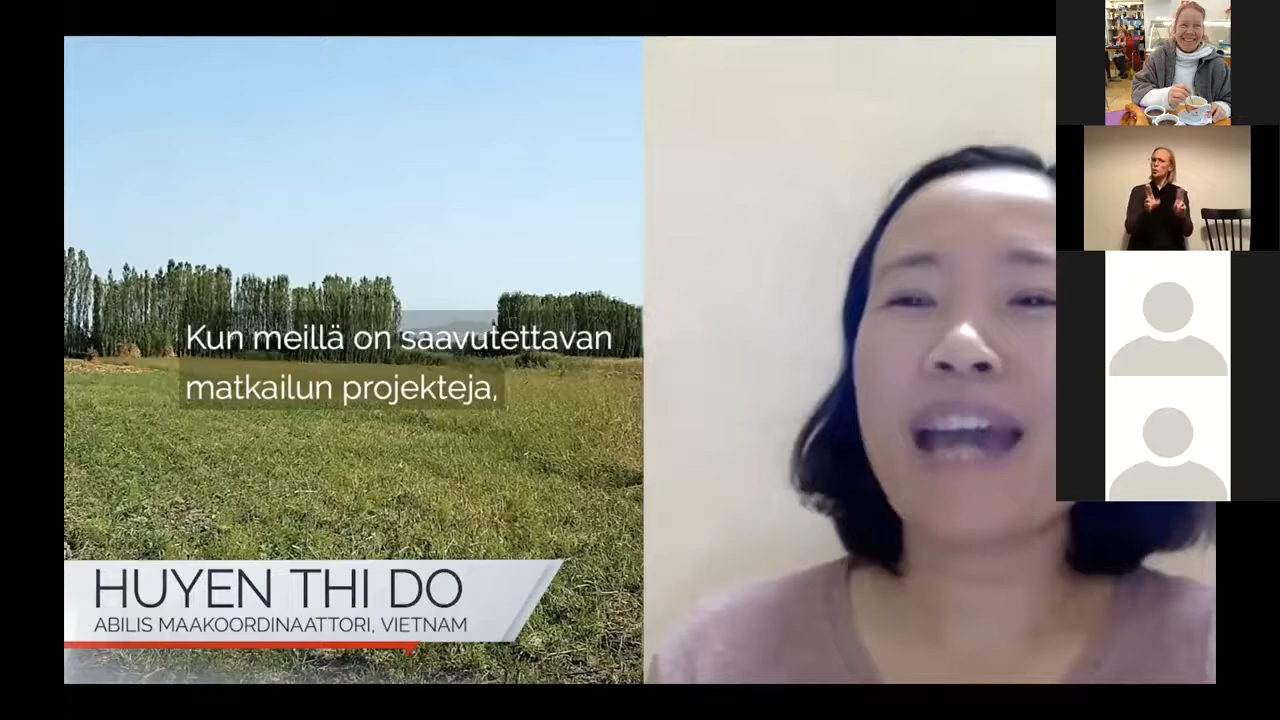 Kun meillä on saavutettavan
matkailun projekteja,
HUYEN THI DO
ABILIS MAAKOORDINAATTORI, VIETNAM